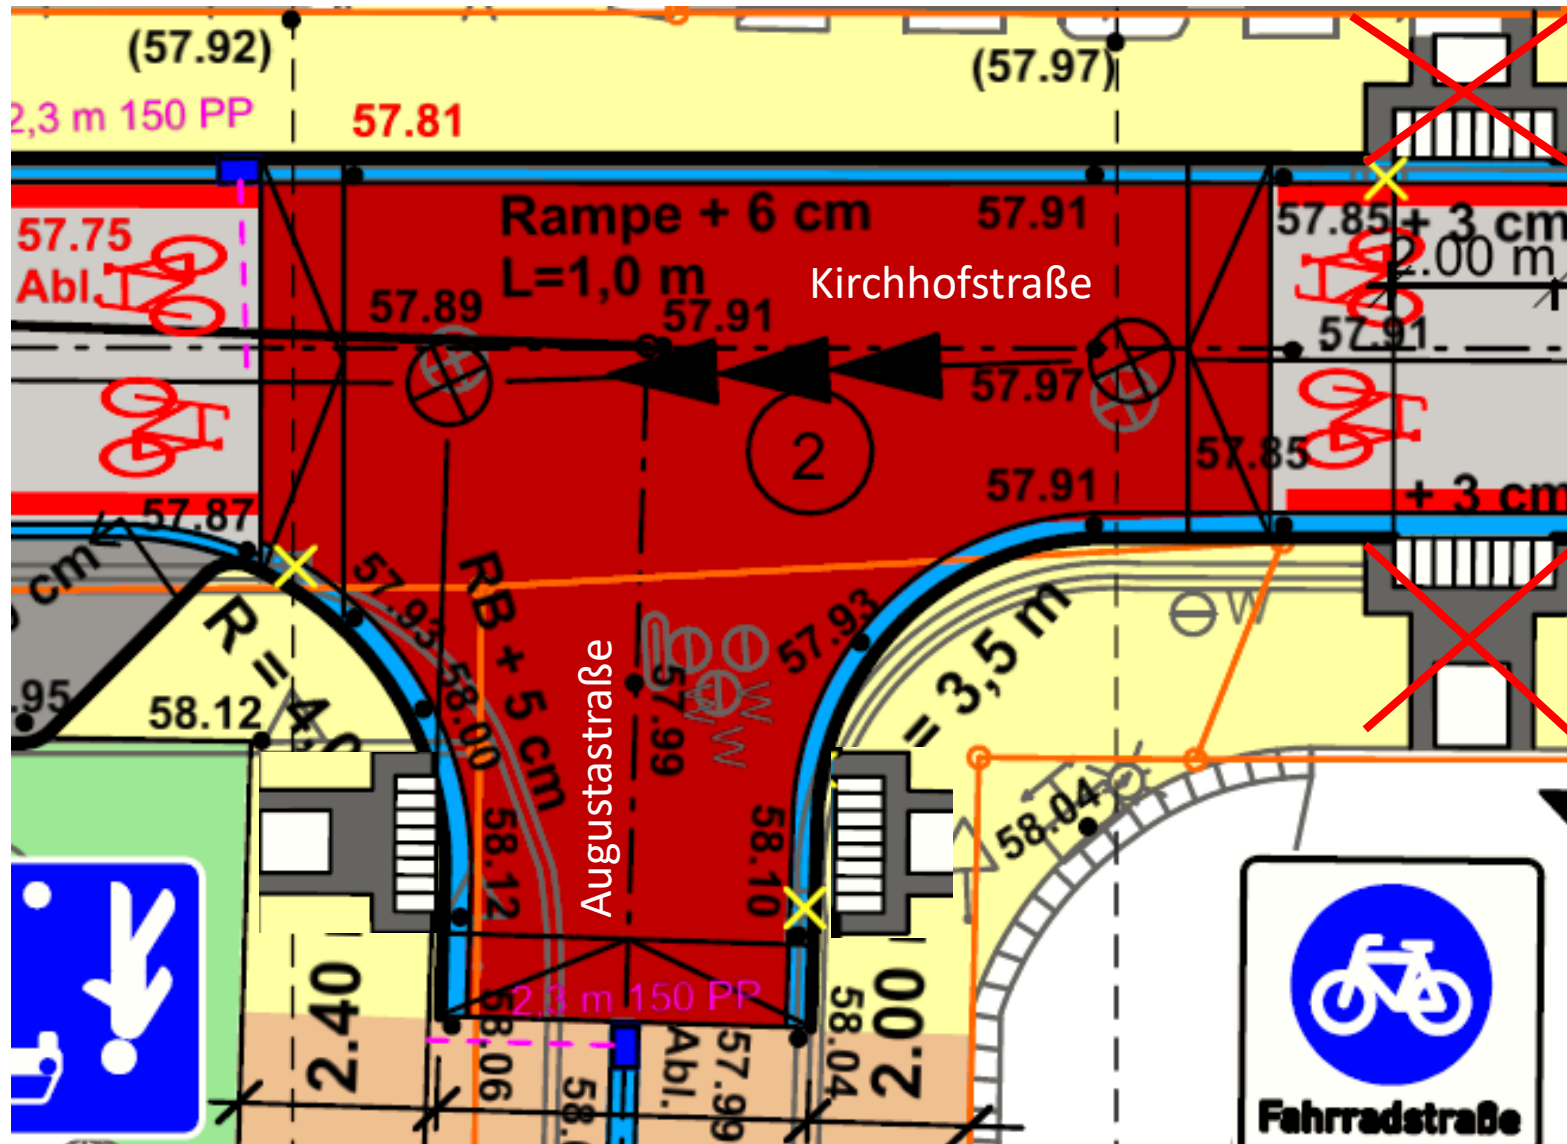 (57.92)
(57.97)
2,3 m 150 PP
57.81
Rampe + 6 cm
57.91
57.85
+ 3 cm
57.75
Abl.
L=1,0 m
Kirchhofstraße
2.00 m
57.89
57.91
57.91
57.97
2
57.85
57.91
+ 3 cm
57.87
cm
57.93
RB + 5 cm
57.93
R = 4,0
= 3,5 m
W
58.00
57.99
W
W
W
Augustastraße
.95
58.12
58.12
58.10
58.04
2,3 m 150 PP
2.40
58.06
Abl.
57.99
58.04
2.00
Fahrradstraße